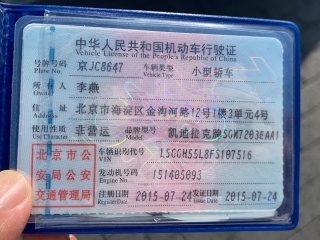 中华人民共和国机动车行驶证
Vehicle License of the People's Republic of China
号牌号码 京JC8647 车辆类型 小型轿车
Plate No. Vehicle Type
所有人 李燕
Owner
住址 北京市海淀区金沟河路12号1楼3单元4号
Address
使用性质 非营运 品牌型号 凯迪拉克牌SGW7203EAA1
Use Character Model
北京市公安局公安交通管理局
车辆识别代号 LSGGH55L8FS107516
VIN
发动机号码 151405093
Engine No.
注册日期 2015-07-24 发证日期 2015-07-24
Register Date Issue Date